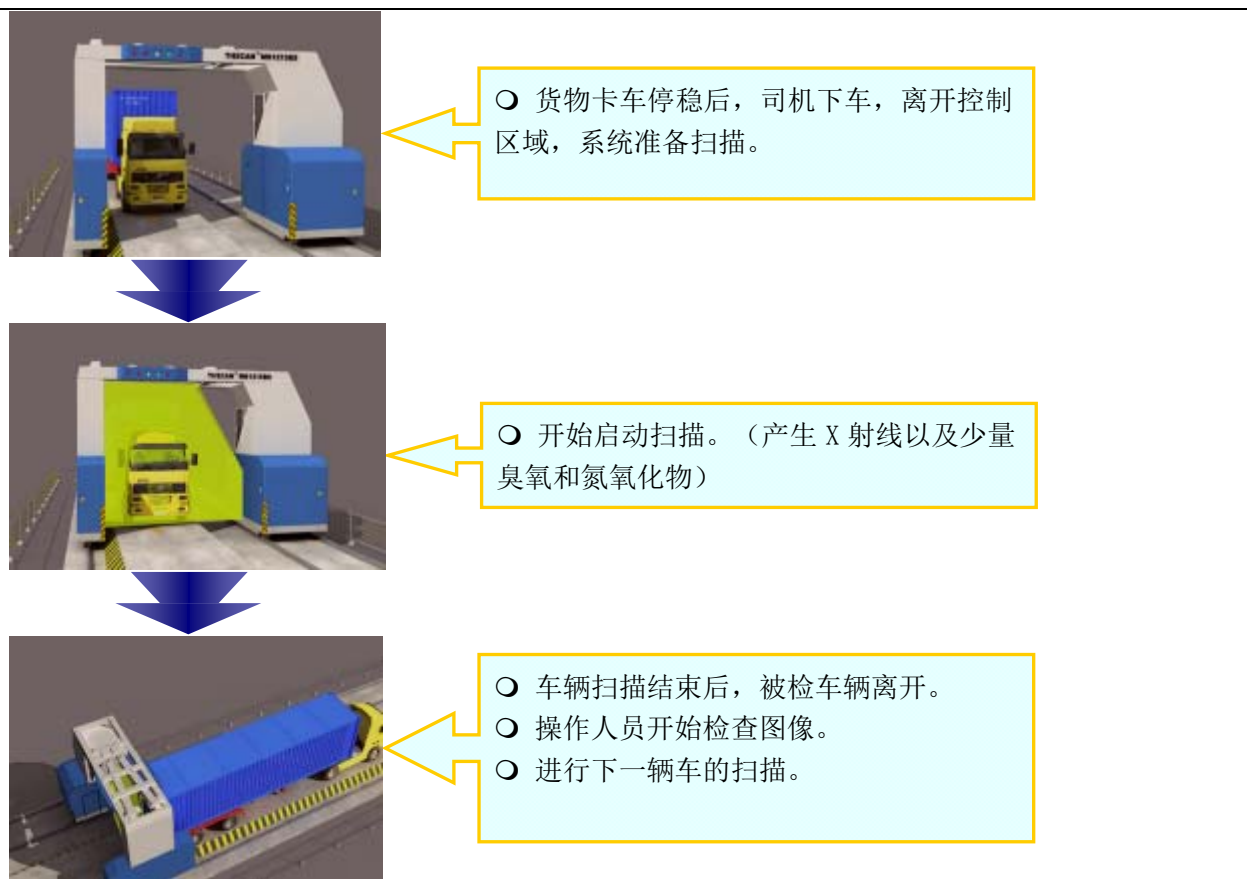 ○ 货物卡车停稳后，司机下车，离开控制
区域，系统准备扫描。
○ 开始启动扫描。（产生 X 射线以及少量
臭氧和氮氧化物）
○ 车辆扫描结束后，被检车辆离开。
○ 操作人员开始检查图像。
○ 进行下一辆车的扫描。